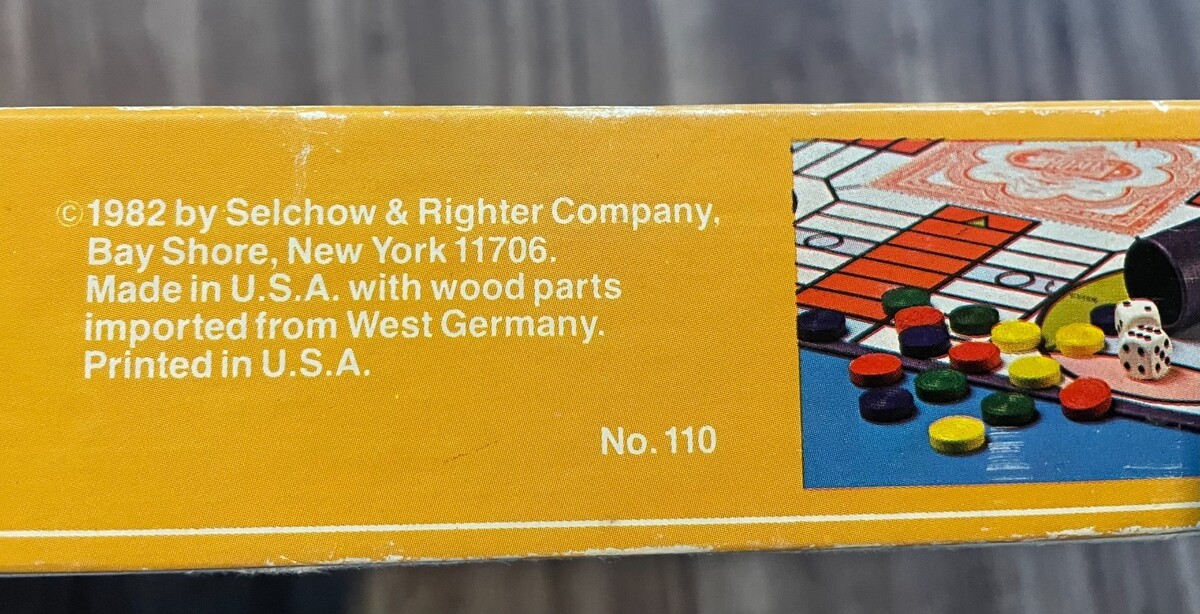 ©1982 by Selchow & Righter Company,
Bay Shore, New York 11706.
Made in U.S.A. with wood parts
imported from West Germany.
Printed in U.S.A.
No. 110